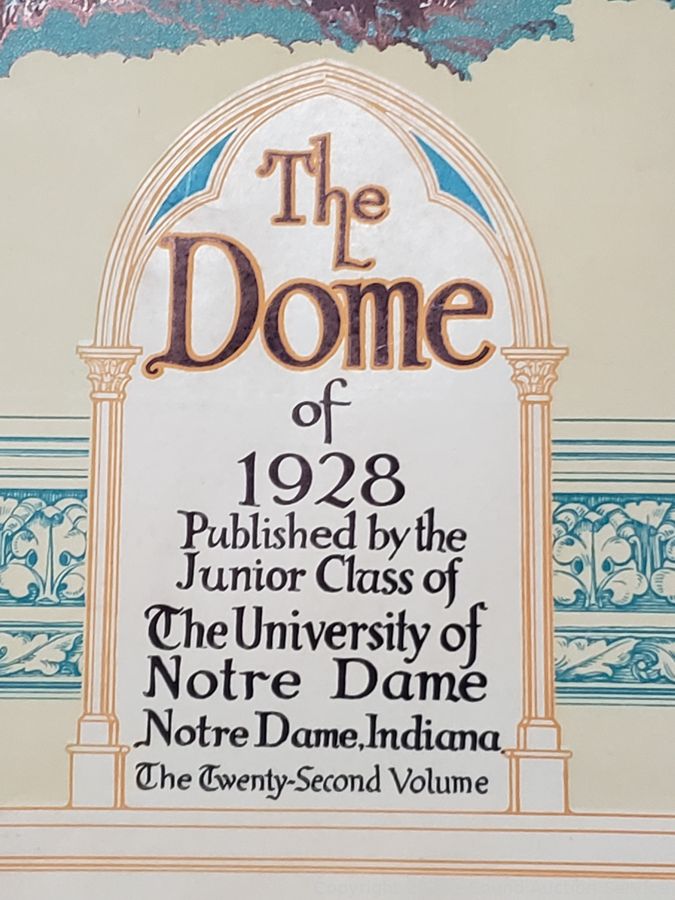 The
Dome
of
1928
Published by the
Junior Class of
The University of
Notre Dame
Notre Dame, Indiana
The Twenty-Second Volume